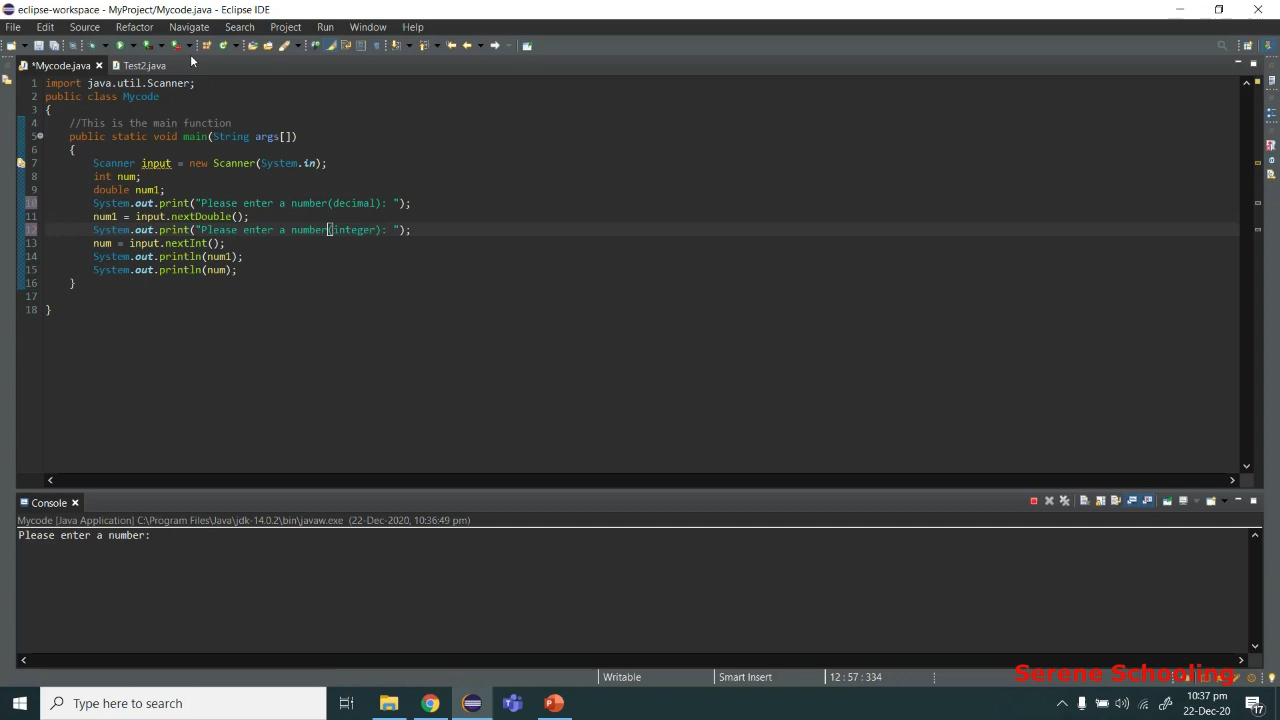 eclipse-workspace - MyProject/Mycode.java - Eclipse IDE
File Edit Source Refactor Navigate Search Project Run Window Help
*Mycode.java Test2.java
1 import java.util.Scanner;
2 public class Mycode
3 {
4 //This is the main function
5 public static void main(String args[])
6 {
7 Scanner input = new Scanner(System.in);
8 int num;
9 double num1;
10 System.out.print("Please enter a number(decimal): ");
11 num1 = input.nextDouble();
12 System.out.print("Please enter a number(integer): ");
13 num = input.nextInt();
14 System.out.println(num1);
15 System.out.println(num);
16 }
17
18 }
Console
Mycode [Java Application] C:\Program Files\Java\jdk-14.0.2\bin\javaw.exe (22-Dec-2020, 10:36:49 pm)
Please enter a number:
Serene Schooling
Writable Smart Insert 12 : 57 : 334
Type here to search
10:37 pm
22-Dec-20
17